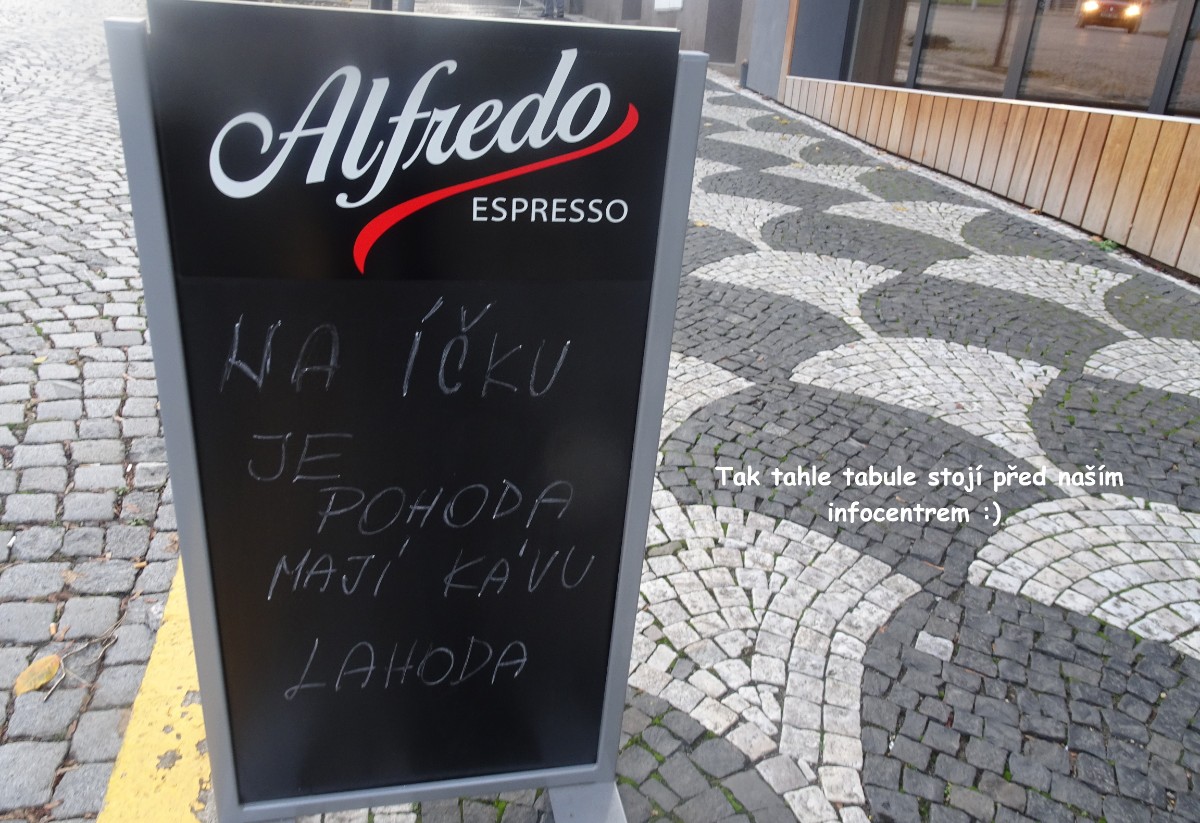 Alfredo
ESPRESSO
NA ÍČKU
JE
POHODA
MAJÍ KÁVU
LAHODA
Tak tahle tabule stojí před naším
infocentrem :)